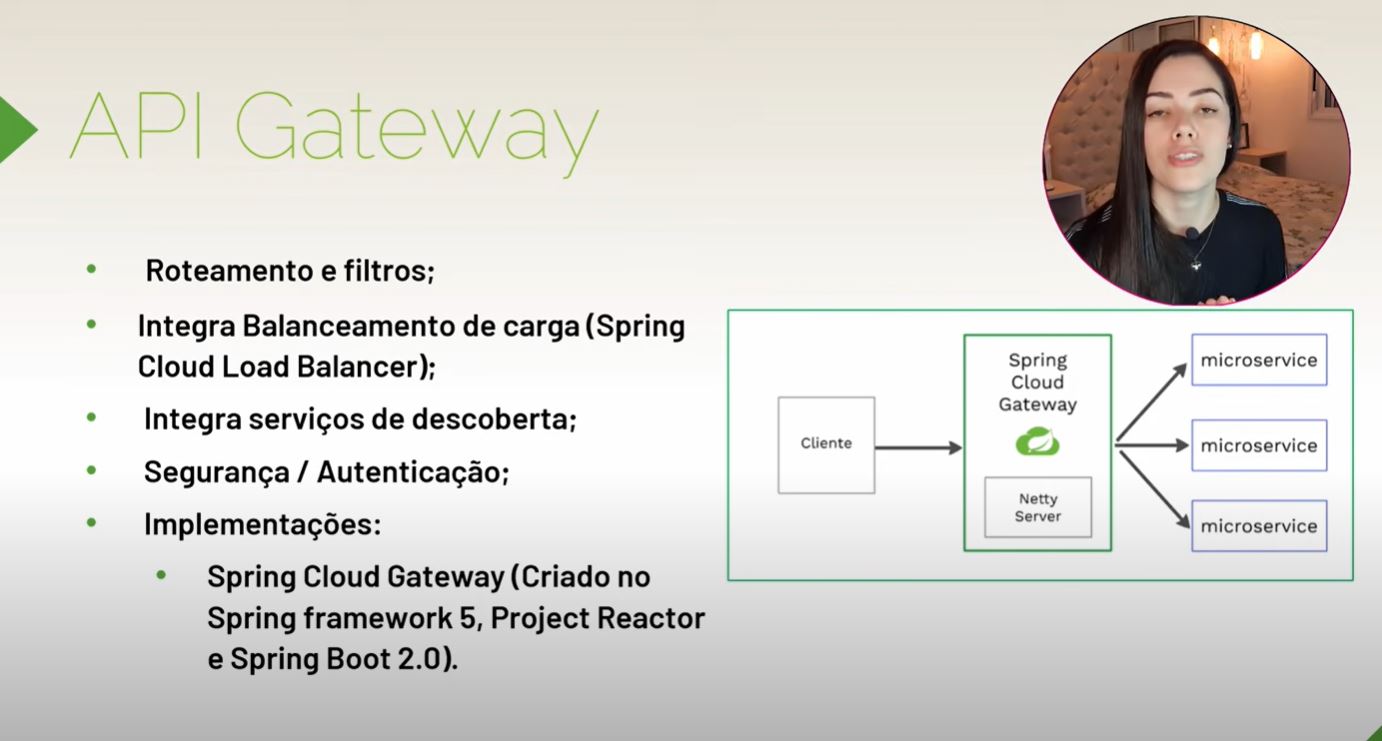 API Gateway
• Roteamento e filtros;
• Integra Balanceamento de carga (Spring
Cloud Load Balancer);
• Integra serviços de descoberta;
• Segurança / Autenticação;
• Implementações:
• Spring Cloud Gateway (Criado no
Spring framework 5, Project Reactor
e Spring Boot 2.0).
Cliente
Spring
Cloud
Gateway
Netty
Server
microservice
microservice
microservice